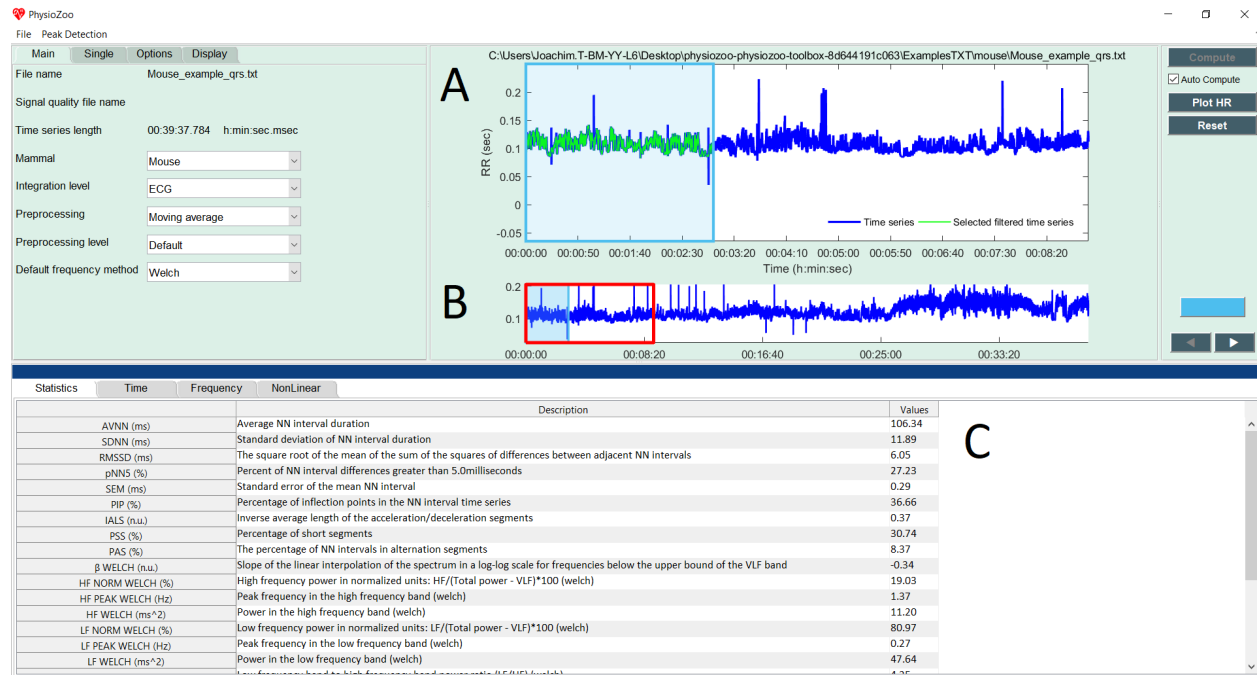 PhysioZoo
File Peak Detection
Main Single Options Display
File name Mouse_example_qrs.txt
Signal quality file name
Time series length 00:39:37.784 h:min:sec.msec
Mammal Mouse
Integration level ECG
Preprocessing Moving average
Preprocessing level Default
Default frequency method Welch
A
C:\Users\Joachim.T-BM-YY-L6\Desktop\physiozoo-physiozoo-toolbox-8d644191c063\ExamplesTXT\mouse\Mouse_example_qrs.txt
RR (sec)
0.2
0.15
0.1
0.05
0
-0.05
Time series Selected filtered time series
00:00:00 00:00:50 00:01:40 00:02:30 00:03:20 00:04:10 00:05:00 00:05:50 00:06:40 00:07:30 00:08:20
Time (h:min:sec)
B
0.2
0.1
00:00:00 00:08:20 00:16:40 00:25:00 00:33:20
Compute
Auto Compute
Plot HR
Reset
Statistics Time Frequency NonLinear
Description Values
AVNN (ms) Average NN interval duration 106.34
SDNN (ms) Standard deviation of NN interval duration 11.89
RMSSD (ms) The square root of the mean of the sum of the squares of differences between adjacent NN intervals 6.05
pNN5 (%) Percent of NN interval differences greater than 5.0milliseconds 27.23
SEM (ms) Standard error of the mean NN interval 0.29
PIP (%) Percentage of inflection points in the NN interval time series 36.66
IALS (n.u.) Inverse average length of the acceleration/deceleration segments 0.37
PSS (%) Percentage of short segments 30.74
PAS (%) The percentage of NN intervals in alternation segments 8.37
β WELCH (n.u.) Slope of the linear interpolation of the spectrum in a log-log scale for frequencies below the upper bound of the VLF band -0.34
HF NORM WELCH (%) High frequency power in normalized units: HF/(Total power - VLF)*100 (welch) 19.03
HF PEAK WELCH (Hz) Peak frequency in the high frequency band (welch) 1.37
HF WELCH (ms^2) Power in the high frequency band (welch) 11.20
LF NORM WELCH (%) Low frequency power in normalized units: LF/(Total power - VLF)*100 (welch) 80.97
LF PEAK WELCH (Hz) Peak frequency in the low frequency band (welch) 0.27
LF WELCH (ms^2) Power in the low frequency band (welch) 47.64
C